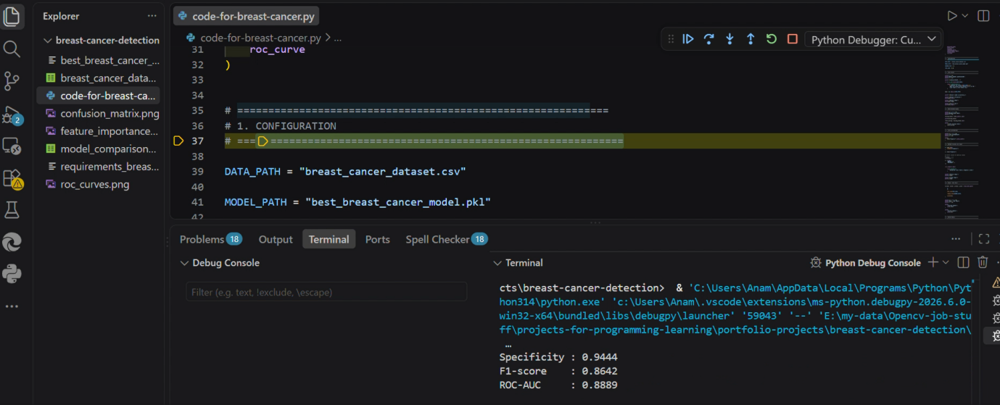 Explorer
...
breast-cancer-detection
best_breast_cancer_...
breast_cancer_data...
code-for-breast-ca...
confusion_matrix.png
feature_importance...
model_comparison...
requirements_breas...
roc_curves.png
2
code-for-breast-cancer.py
code-for-breast-cancer.py > ...
Python Debugger: Cu...
31 roc_curve
32 )
33
34
35 # ============================================================
36 # 1. CONFIGURATION
37 # ============================================================
38
39 DATA_PATH = "breast_cancer_dataset.csv"
40
41 MODEL_PATH = "best_breast_cancer_model.pkl"
42
Problems 18 Output Terminal Ports Spell Checker 18
Debug Console
Filter (e.g. text, !exclude, \escape)
Terminal
Python Debug Console
cts\breast-cancer-detection> & 'C:\Users\Anam\AppData\Local\Programs\Python\Pyt
hon314\python.exe' 'c:\Users\Anam\.vscode\extensions\ms-python.debugpy-2026.6.0-
win32-x64\bundled\libs\debugpy\launcher' '59043' '--' 'E:\my-data\Opencv-job-stu
ff\projects-for-programming-learning\portfolio-projects\breast-cancer-detection\
…
Specificity : 0.9444
F1-score : 0.8642
ROC-AUC : 0.8889